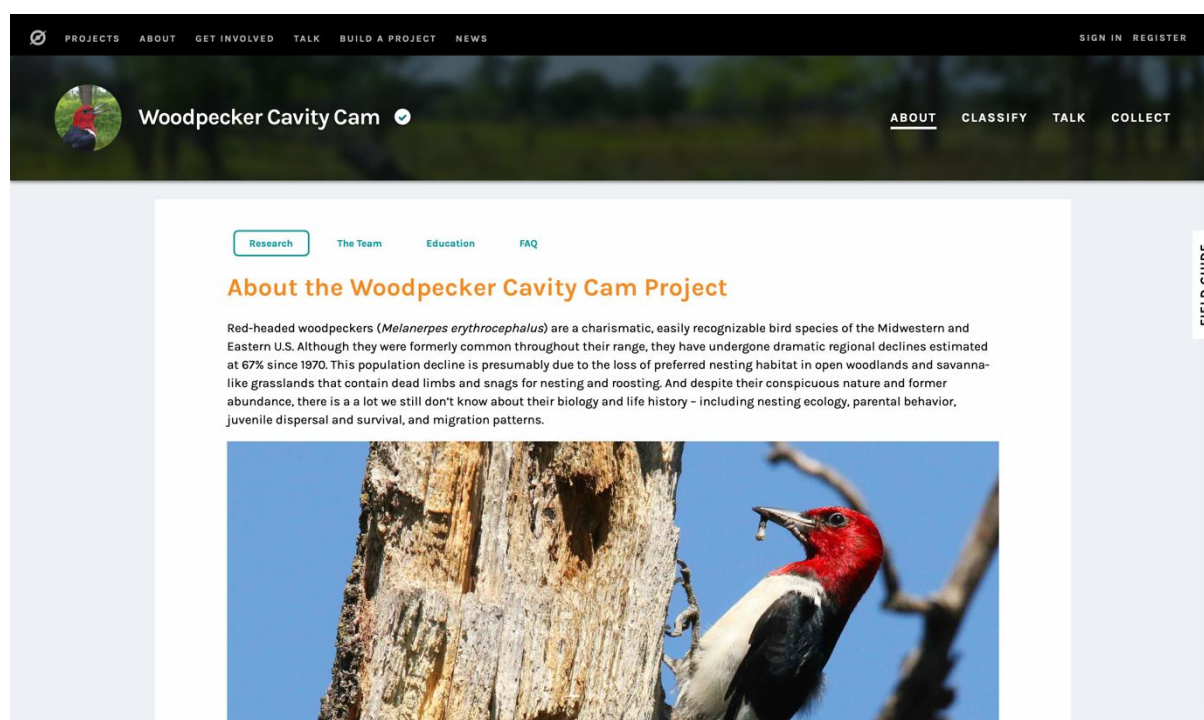 PROJECTS ABOUT GET INVOLVED TALK BUILD A PROJECT NEWS SIGN IN REGISTER
Woodpecker Cavity Cam ABOUT CLASSIFY TALK COLLECT
Research The Team Education FAQ
About the Woodpecker Cavity Cam Project
Red-headed woodpeckers (Melanerpes erythrocephalus) are a charismatic, easily recognizable bird species of the Midwestern and
Eastern U.S. Although they were formerly common throughout their range, they have undergone dramatic regional declines estimated
at 67% since 1970. This population decline is presumably due to the loss of preferred nesting habitat in open woodlands and savanna-
like grasslands that contain dead limbs and snags for nesting and roosting. And despite their conspicuous nature and former
abundance, there is a a lot we still don't know about their biology and life history – including nesting ecology, parental behavior,
juvenile dispersal and survival, and migration patterns.
FIELD GUIDE